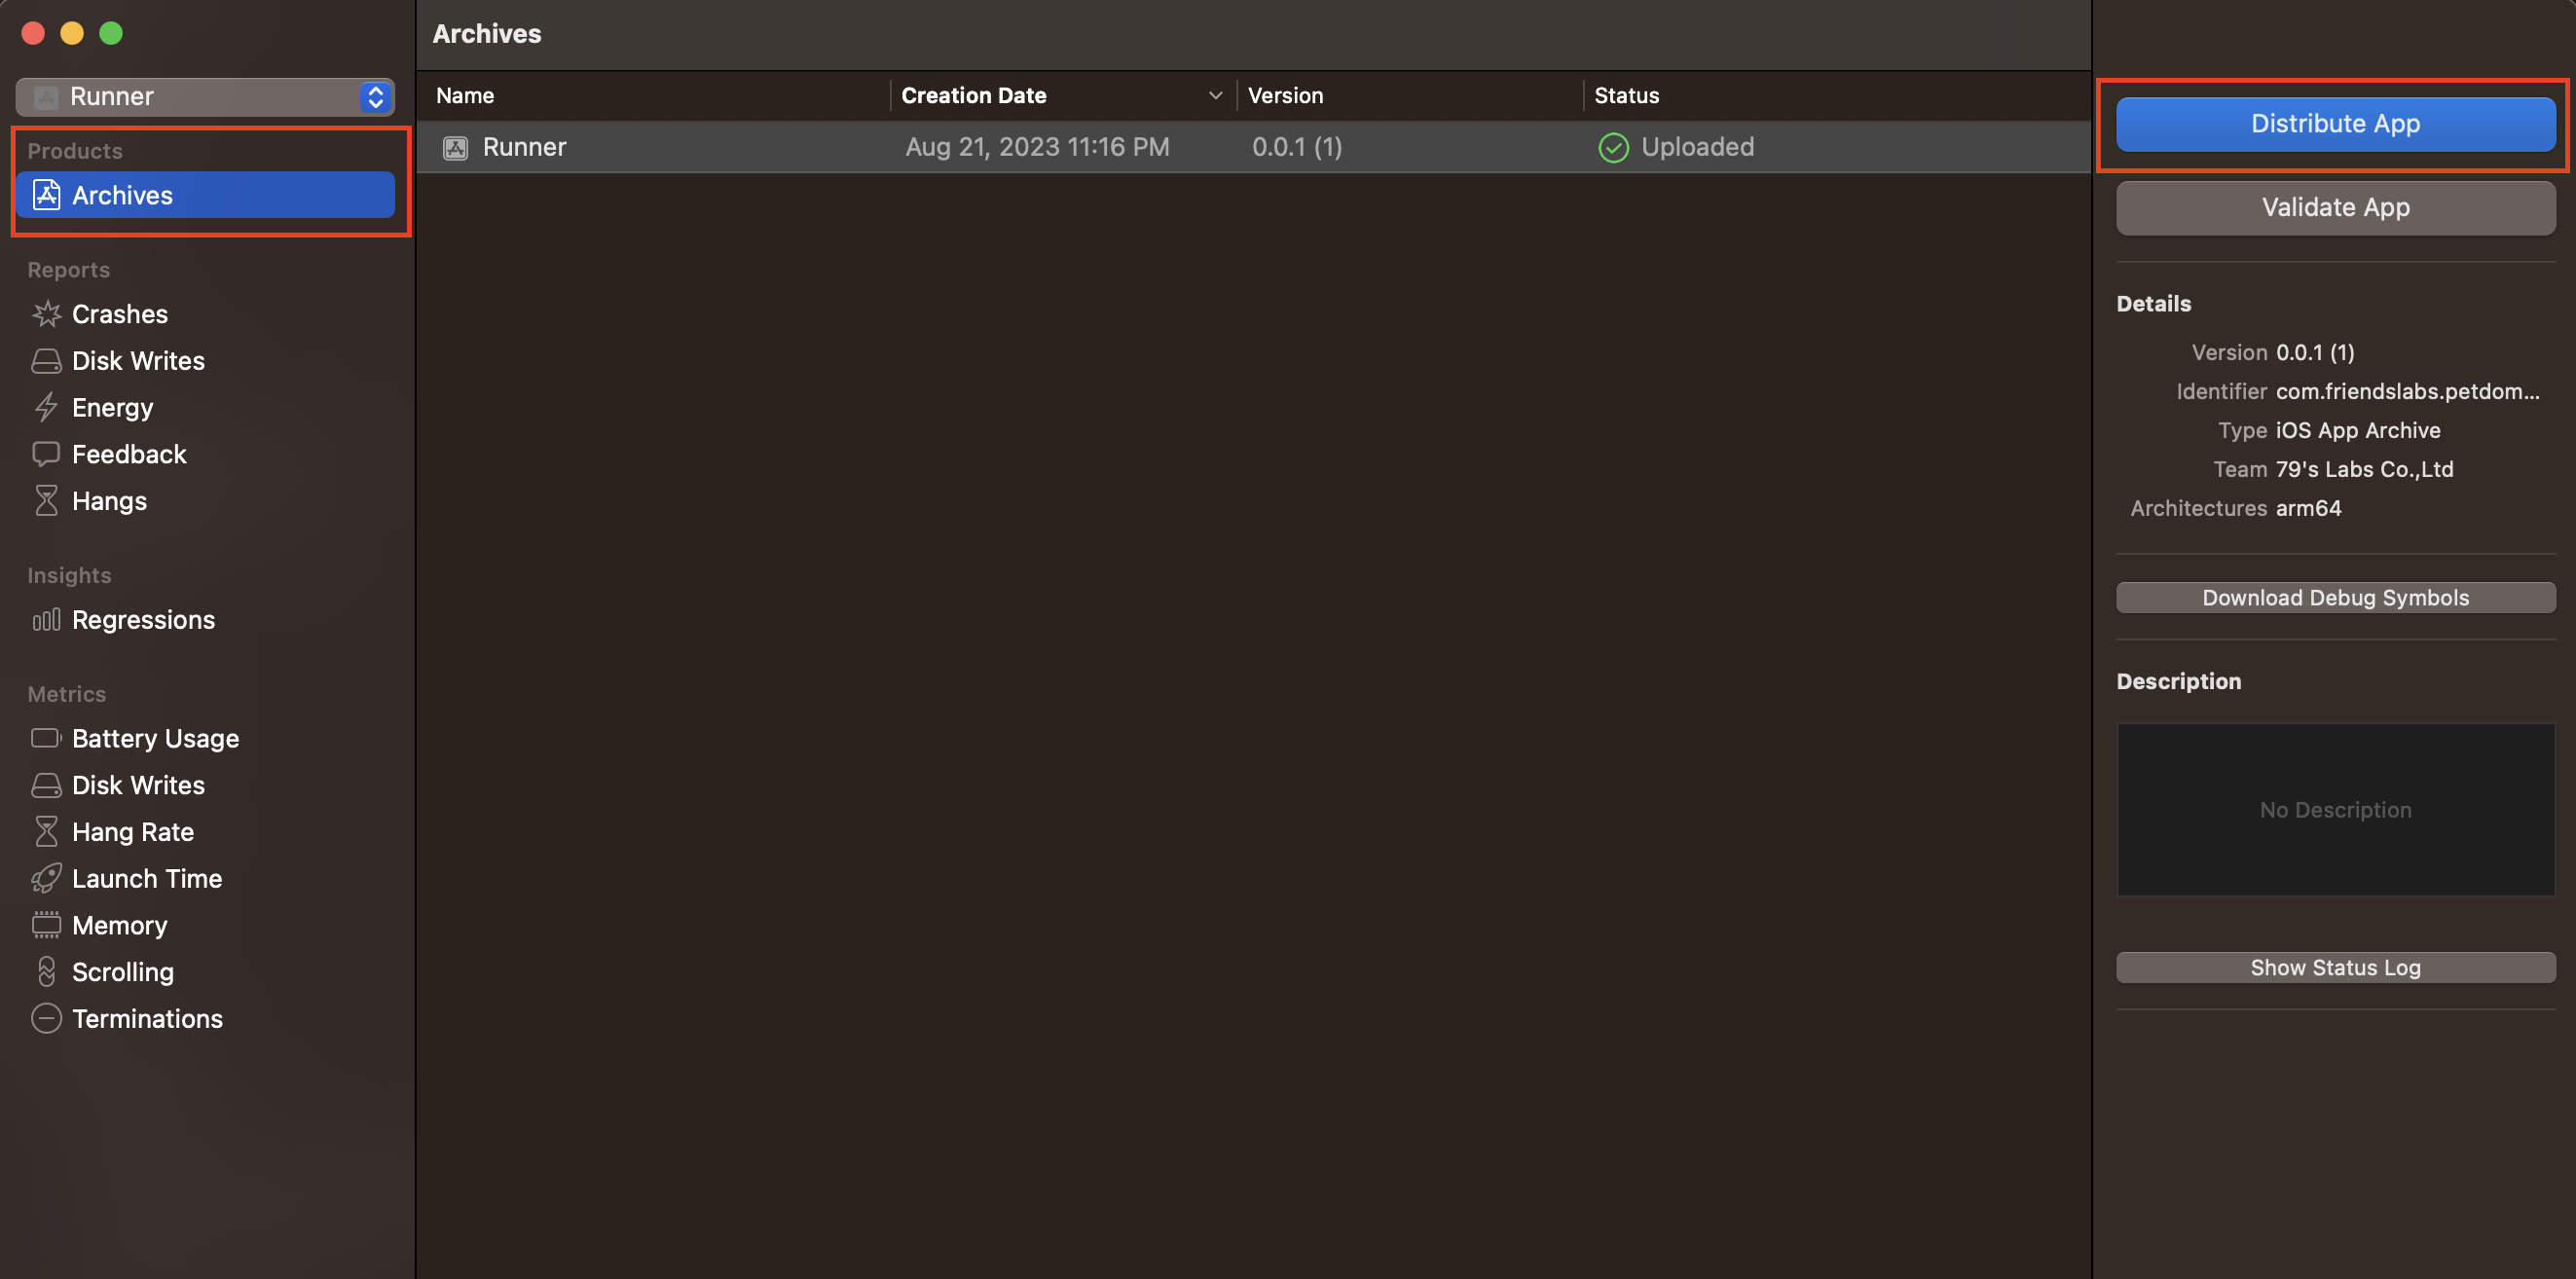 Runner
Products
Archives
Reports
Crashes
Disk Writes
Energy
Feedback
Hangs
Insights
Regressions
Metrics
Battery Usage
Disk Writes
Hang Rate
Launch Time
Memory
Scrolling
Terminations
Archives
Name Creation Date Version Status
Runner Aug 21, 2023 11:16 PM 0.0.1 (1) Uploaded
Distribute App
Validate App
Details
Version 0.0.1 (1)
Identifier com.friendslabs.petdom...
Type iOS App Archive
Team 79's Labs Co.,Ltd
Architectures arm64
Download Debug Symbols
Description
No Description
Show Status Log